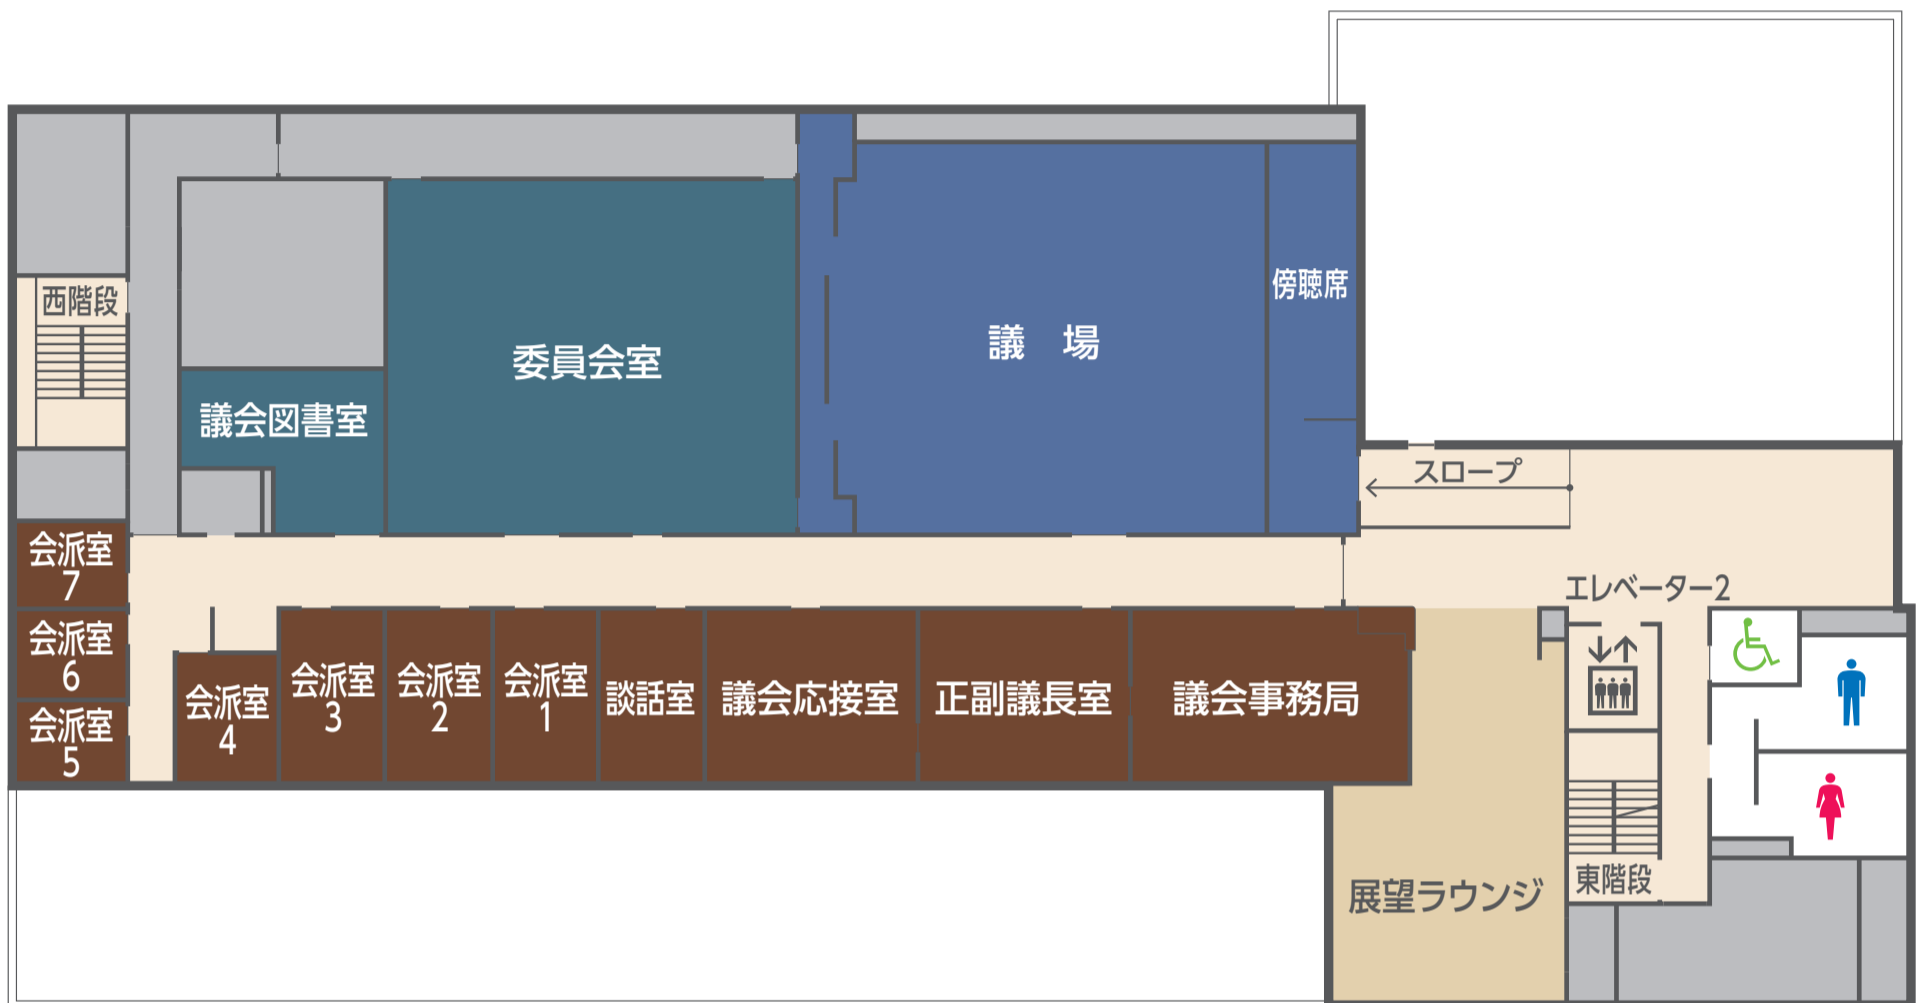 西階段
委員会室
議会図書室
議　場
傍聴席
スロープ
エレベーター2
会派室
7
会派室
6
会派室
5
会派室
4
会派室
3
会派室
2
会派室
1
談話室
議会応接室
正副議長室
議会事務局
展望ラウンジ
東階段